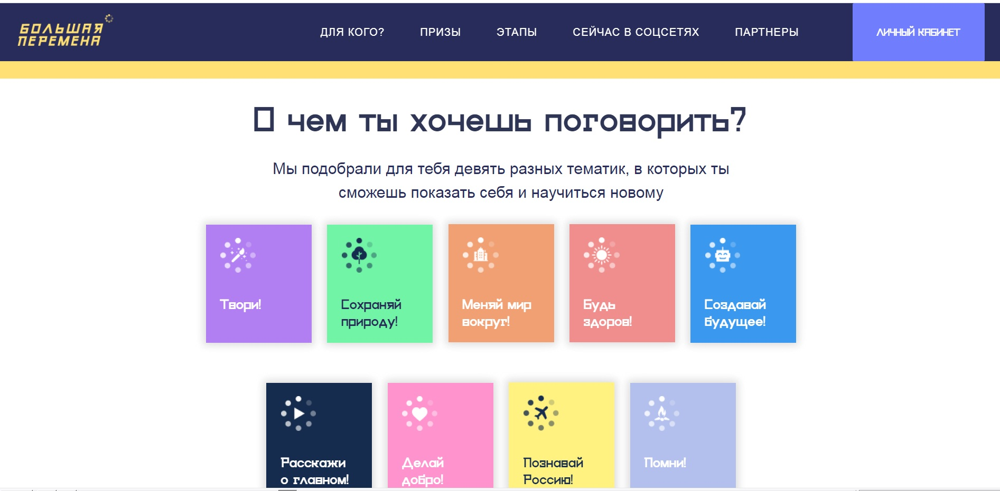 БОЛЬШАЯ
ПЕРЕМЕНА
ДЛЯ КОГО?
ПРИЗЫ
ЭТАПЫ
СЕЙЧАС В СОЦСЕТЯХ
ПАРТНЕРЫ
ЛИЧНЫЙ КАБИНЕТ
О чем ты хочешь поговорить?
Мы подобрали для тебя девять разных тематик, в которых ты
сможешь показать себя и научиться новому
Твори!
Сохраняй
природу!
Меняй мир
вокруг!
Будь
здоров!
Создавай
будущее!
Расскажи
о главном!
Делай
добро!
Познавай
Россию!
Помни!